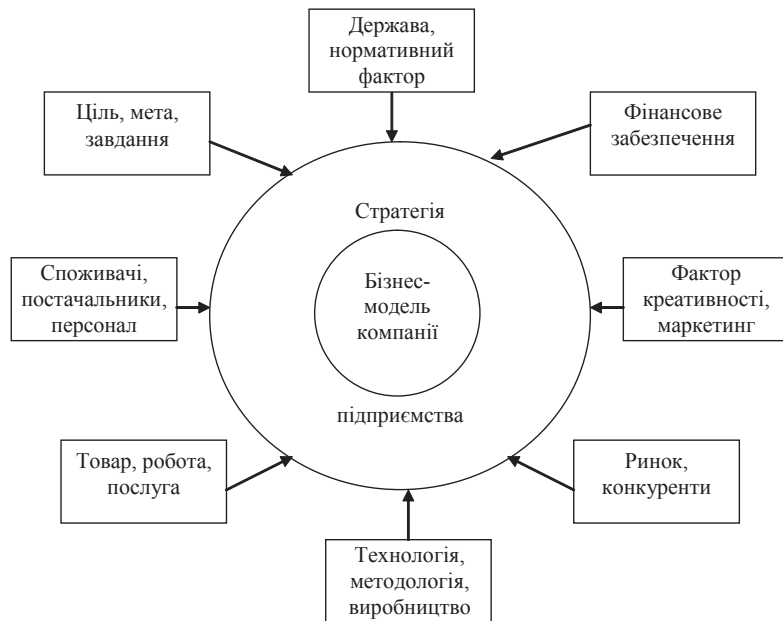 Держава,
нормативний
фактор
Ціль, мета,
завдання
Фінансове
забезпечення
Стратегія
Споживачі,
постачальники,
персонал
Бізнес-
модель
компанії
Фактор
креативності,
маркетинг
підприємства
Товар, робота,
послуга
Ринок,
конкуренти
Технологія,
методологія,
виробництво